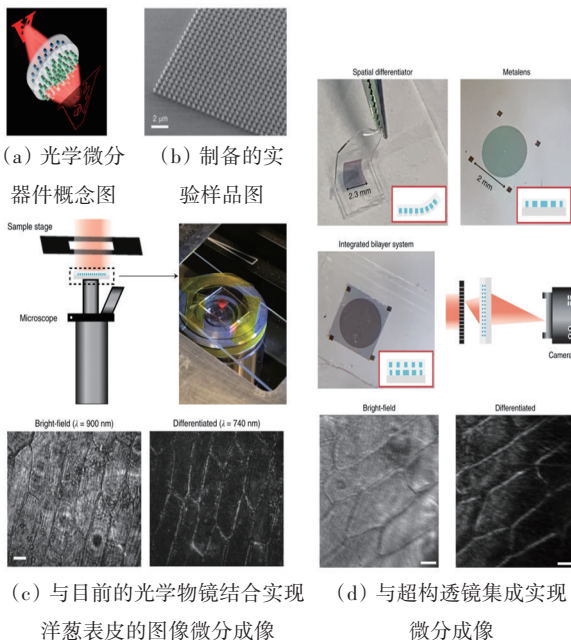 2 μm
(a) 光学微分
器件概念图
(b) 制备的实
验样品图
Sample stage
Microscope
Bright-field (λ = 900 nm)
Differentiated (λ = 740 nm)
(c) 与目前的光学物镜结合实现
洋葱表皮的图像微分成像
Spatial differentiator
2.3 mm
Metalens
2 mm
Integrated bilayer system
Camera
Bright-field
Differentiated
(d) 与超构透镜集成实现
微分成像